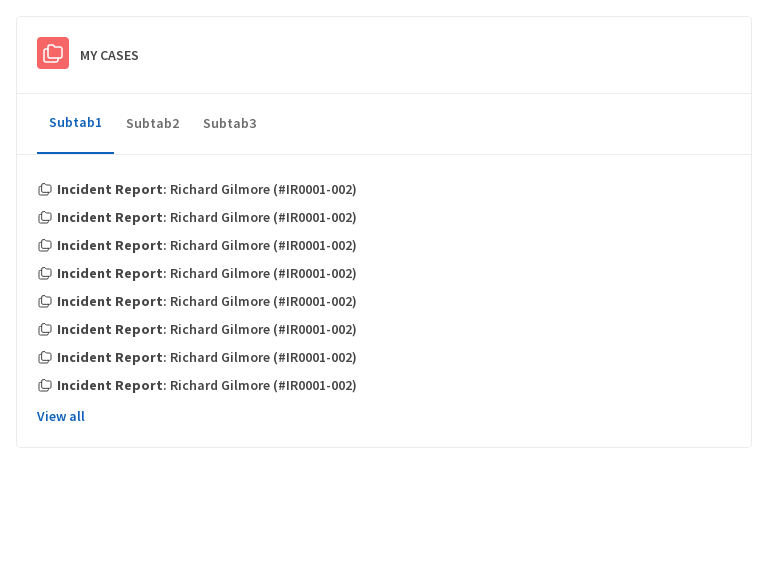 MY CASES
Subtab1 Subtab2 Subtab3
Incident Report: Richard Gilmore (#IR0001-002)
Incident Report: Richard Gilmore (#IR0001-002)
Incident Report: Richard Gilmore (#IR0001-002)
Incident Report: Richard Gilmore (#IR0001-002)
Incident Report: Richard Gilmore (#IR0001-002)
Incident Report: Richard Gilmore (#IR0001-002)
Incident Report: Richard Gilmore (#IR0001-002)
Incident Report: Richard Gilmore (#IR0001-002)
View all